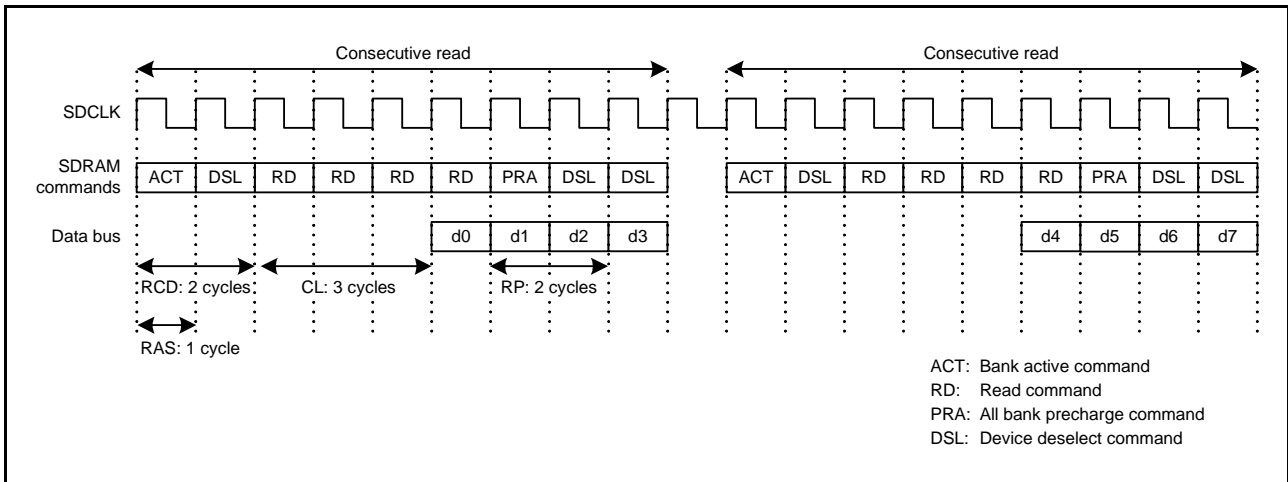 Consecutive read Consecutive read
SDCLK
SDRAM commands ACT DSL RD RD RD RD PRA DSL DSL ACT DSL RD RD RD RD PRA DSL DSL
Data bus d0 d1 d2 d3 d4 d5 d6 d7
RCD: 2 cycles CL: 3 cycles RP: 2 cycles
RAS: 1 cycle
ACT: Bank active command
RD: Read command
PRA: All bank precharge command
DSL: Device deselect command